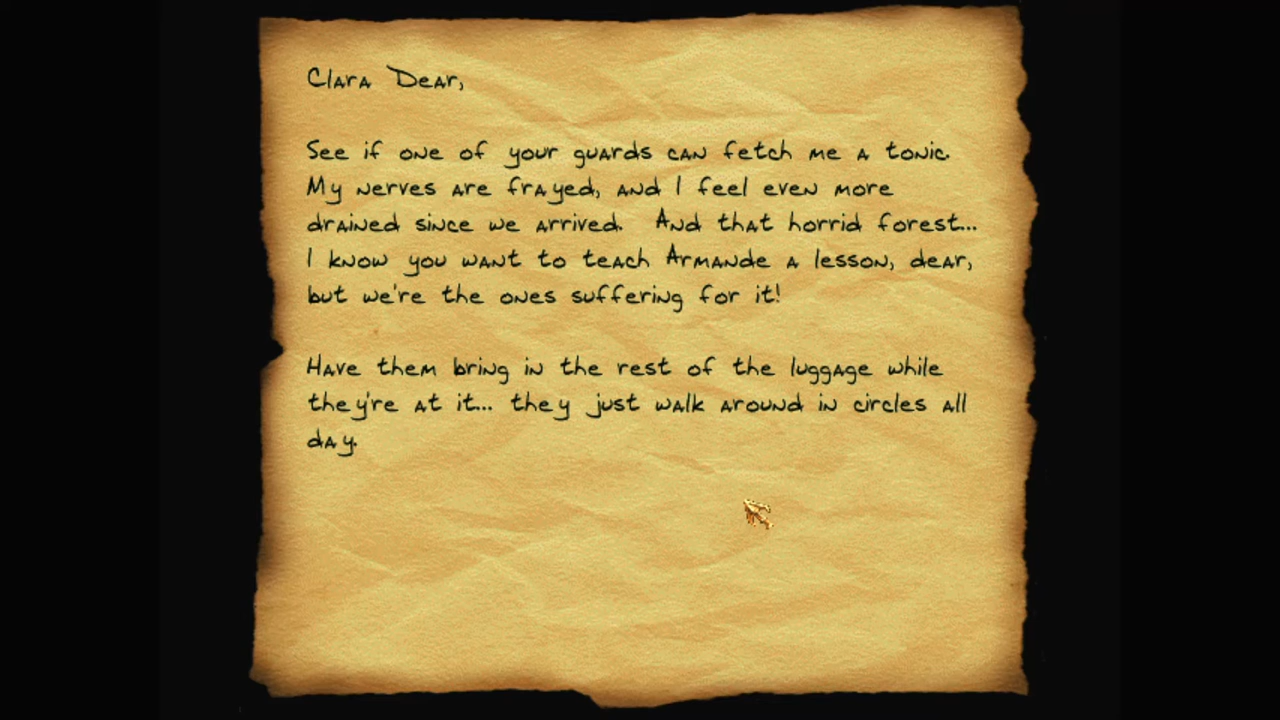 Clara Dear,
See if one of your guards can fetch me a tonic.
My nerves are frayed, and I feel even more
drained since we arrived.  And that horrid forest...
I know you want to teach Armande a lesson, dear,
but we're the ones suffering for it!
Have them bring in the rest of the luggage while
they're at it... they just walk around in circles all
day.